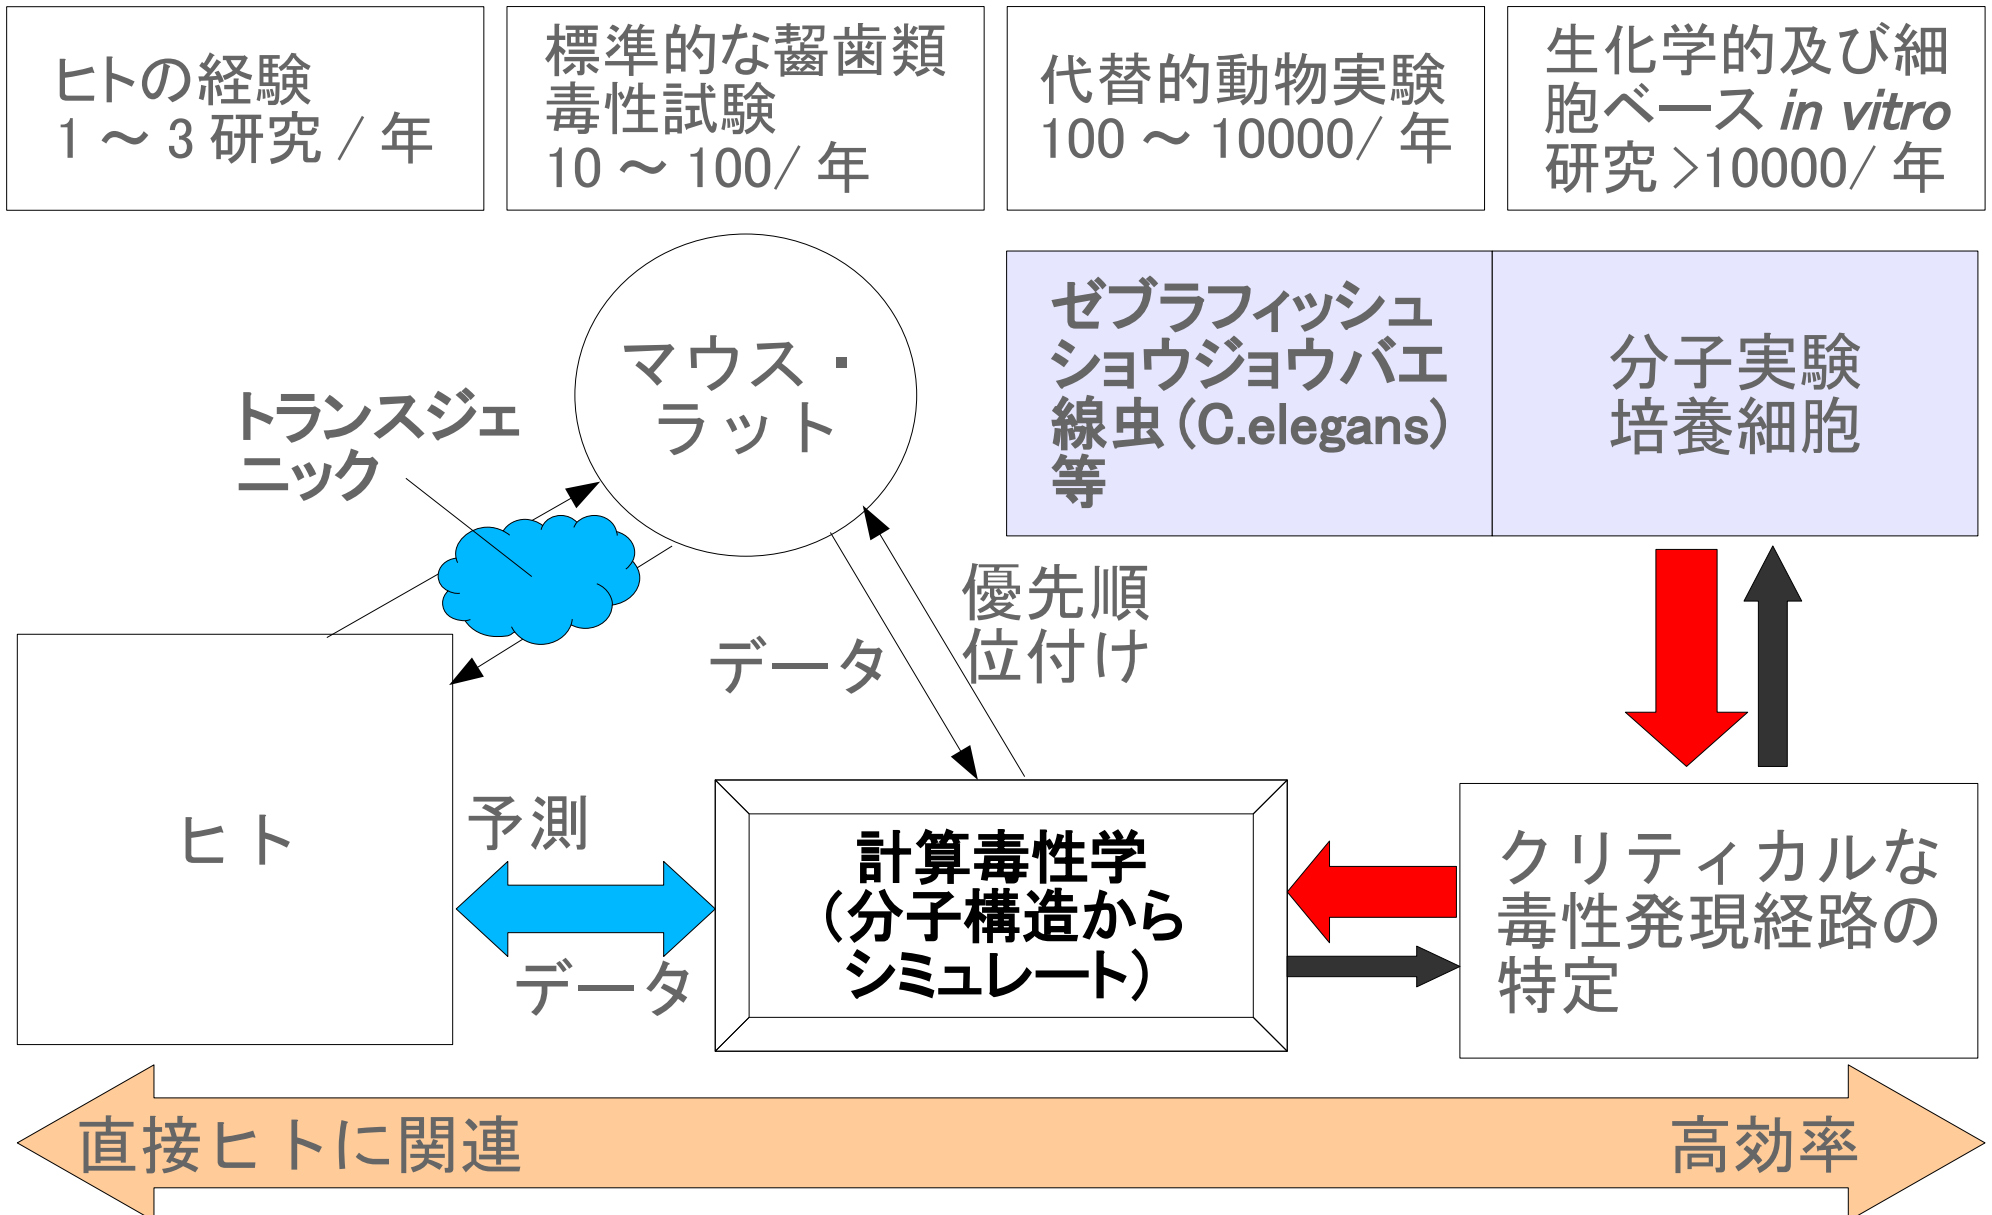 ヒトの経験
1 ～ 3 研究 / 年
標準的な齧歯類
毒性試験
10 ～ 100/ 年
代替的動物実験
100 ～ 10000/ 年
生化学的及び細
胞ベース in vitro
研究 >10000/ 年
マウス・
ラット
ゼブラフィッシュ
ショウジョウバエ
線虫(C.elegans)
等
分子実験
培養細胞
トランスジェ
ニック
優先順
位付け
データ
ヒト
予測
データ
計算毒性学
(分子構造から
シミュレート)
クリティカルな
毒性発現経路の
特定
直接ヒトに関連
高効率